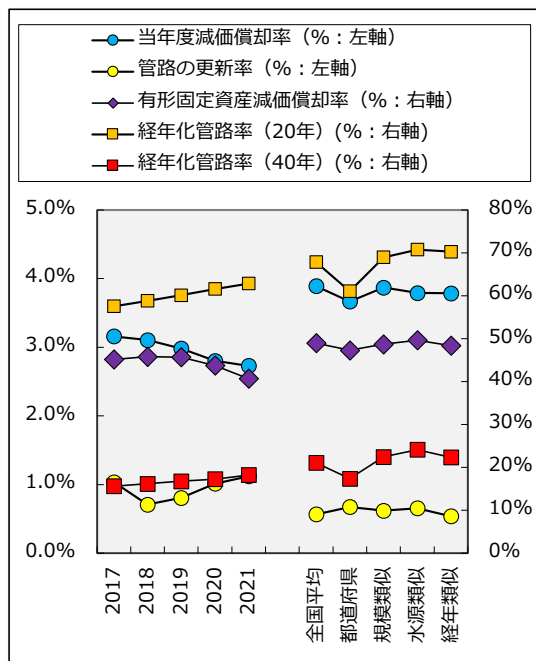 当年度減価償却率（%：左軸）
管路の更新率（%：左軸）
有形固定資産減価償却率（%：右軸）
経年化管路率（20年）(%：右軸)
経年化管路率（40年）(%：右軸)
5.0%
4.0%
3.0%
2.0%
1.0%
0.0%
80%
70%
60%
50%
40%
30%
20%
10%
0%
2017
2018
2019
2020
2021
全国平均
都道府県
規模類似
水源類似
経年類似